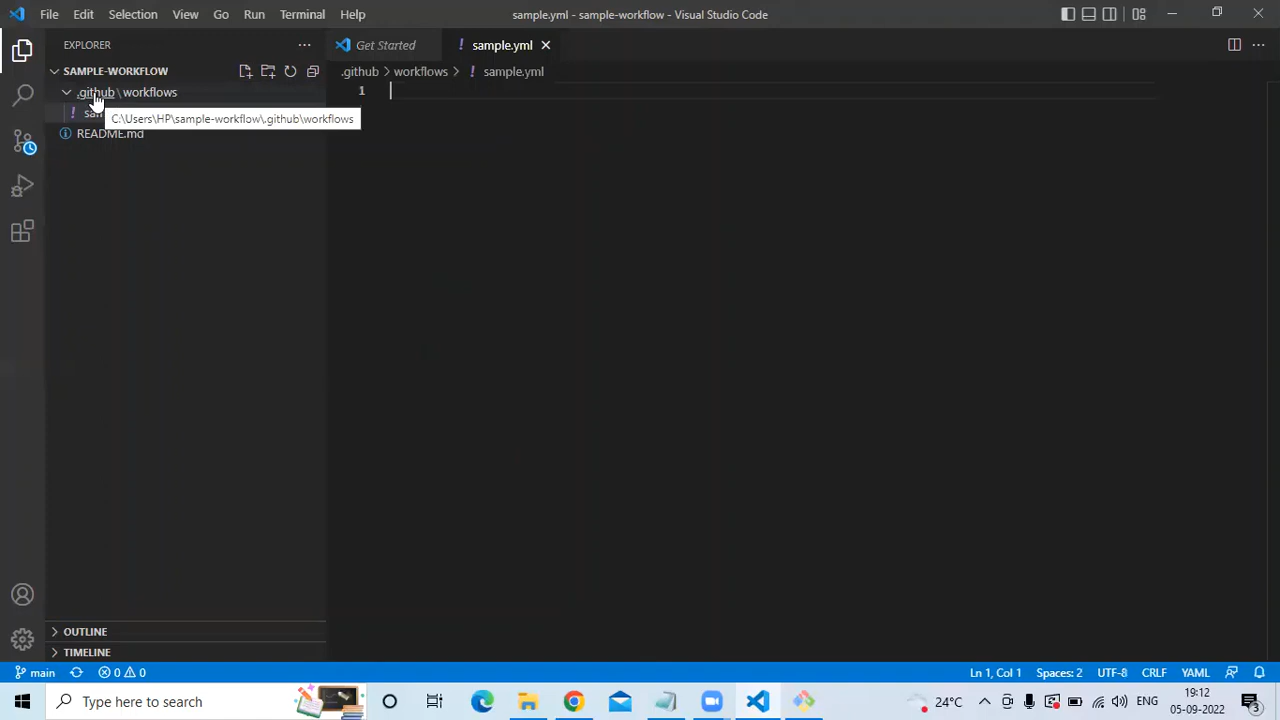 File Edit Selection View Go Run Terminal Help
sample.yml - sample-workflow - Visual Studio Code
EXPLORER
Get Started
sample.yml
SAMPLE-WORKFLOW
.github > workflows > sample.yml
.github \ workflows
1
C:\Users\HP\sample-workflow\.github\workflows
README.md
OUTLINE
TIMELINE
main
0 0
Ln 1, Col 1 Spaces: 2 UTF-8 CRLF YAML
Type here to search
24°C
ENG
19:12
05-09-2022
3